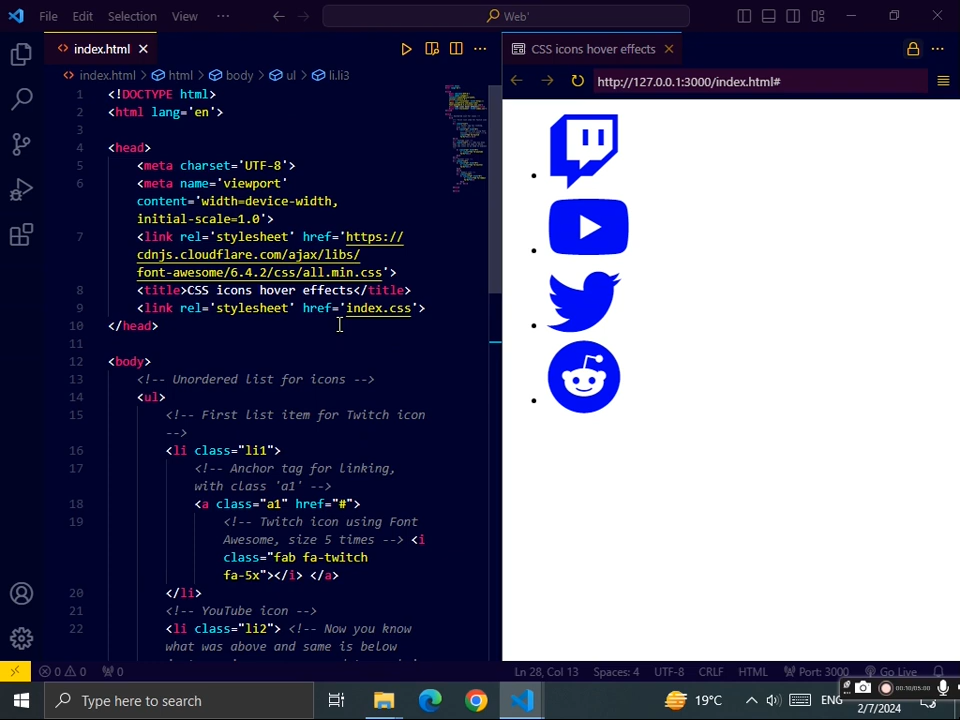 File Edit Selection View ··· Web'
index.html
CSS icons hover effects
index.html html body ul li.li3
http://127.0.0.1:3000/index.html#
1 <!DOCTYPE html>
2 <html lang='en'>
3
4 <head>
5 <meta charset='UTF-8'>
6 <meta name='viewport'
content='width=device-width,
initial-scale=1.0'>
7 <link rel='stylesheet' href='https://
cdnjs.cloudflare.com/ajax/libs/
font-awesome/6.4.2/css/all.min.css'>
8 <title>CSS icons hover effects</title>
9 <link rel='stylesheet' href='index.css'>
10 </head>
11
12 <body>
13 <!-- Unordered list for icons -->
14 <ul>
15 <!-- First list item for Twitch icon
-->
16 <li class="li1">
17 <!-- Anchor tag for linking,
with class 'a1' -->
18 <a class="a1" href="#">
19 <!-- Twitch icon using Font
Awesome, size 5 times --> <i
class="fab fa-twitch
fa-5x"></i> </a>
20 </li>
21 <!-- YouTube icon -->
22 <li class="li2"> <!-- Now you know
what was above and same is below
0 0 0 Ln 28, Col 13 Spaces: 4 UTF-8 CRLF HTML Port: 3000 Go Live
Type here to search
19°C
ENG
00:10/05:00
2/7/2024